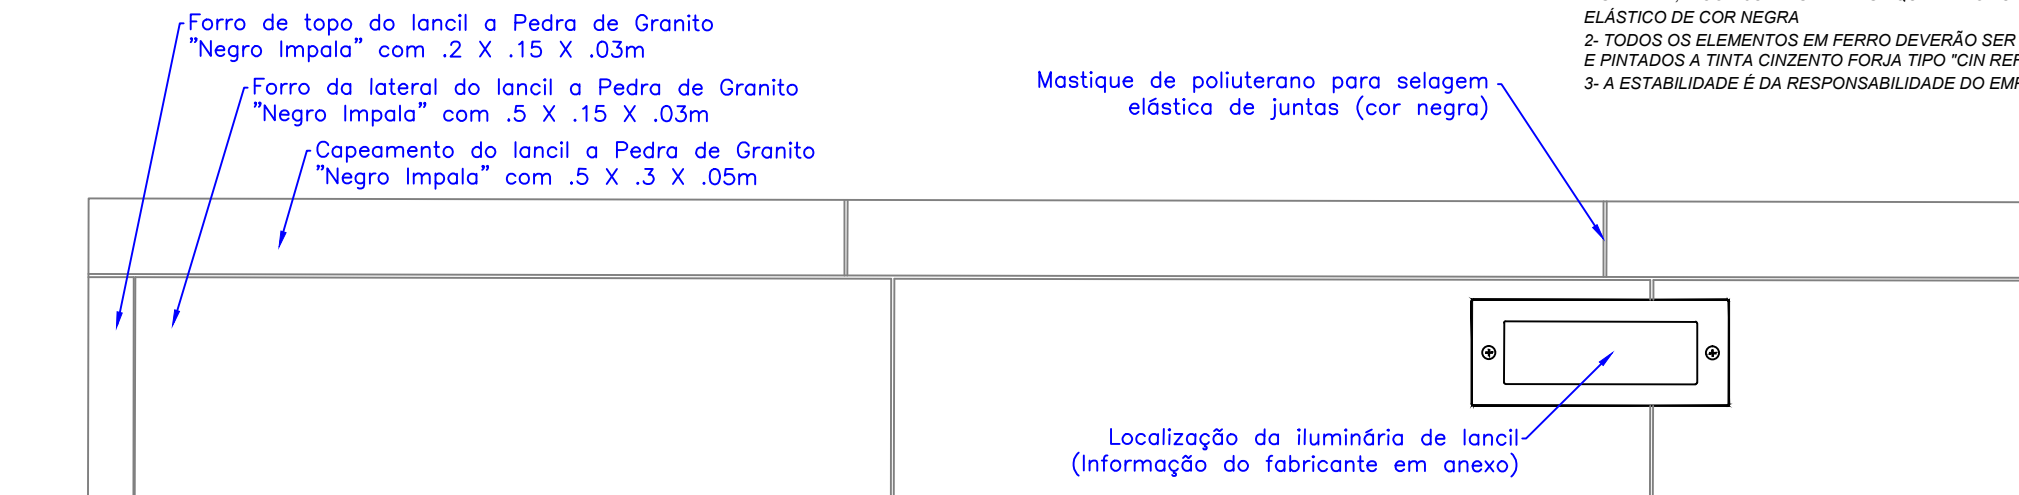 Forro de topo do lancil a Pedra de Granito
"Negro Impala" com .2 X .15 X .03m
Forro da lateral do lancil a Pedra de Granito
"Negro Impala" com .5 X .15 X .03m
Capeamento do lancil a Pedra de Granito
"Negro Impala" com .5 X .3 X .05m
Mastique de poliuterano para selagem
elástica de juntas (cor negra)
ELÁSTICO DE COR NEGRA
2- TODOS OS ELEMENTOS EM FERRO DEVERÃO SER
E PINTADOS A TINTA CINZENTO FORJA TIPO "CIN
3- A ESTABILIDADE É DA RESPONSABILIDADE DO
Localização da iluminária de lancil
(Informação do fabricante em anexo)